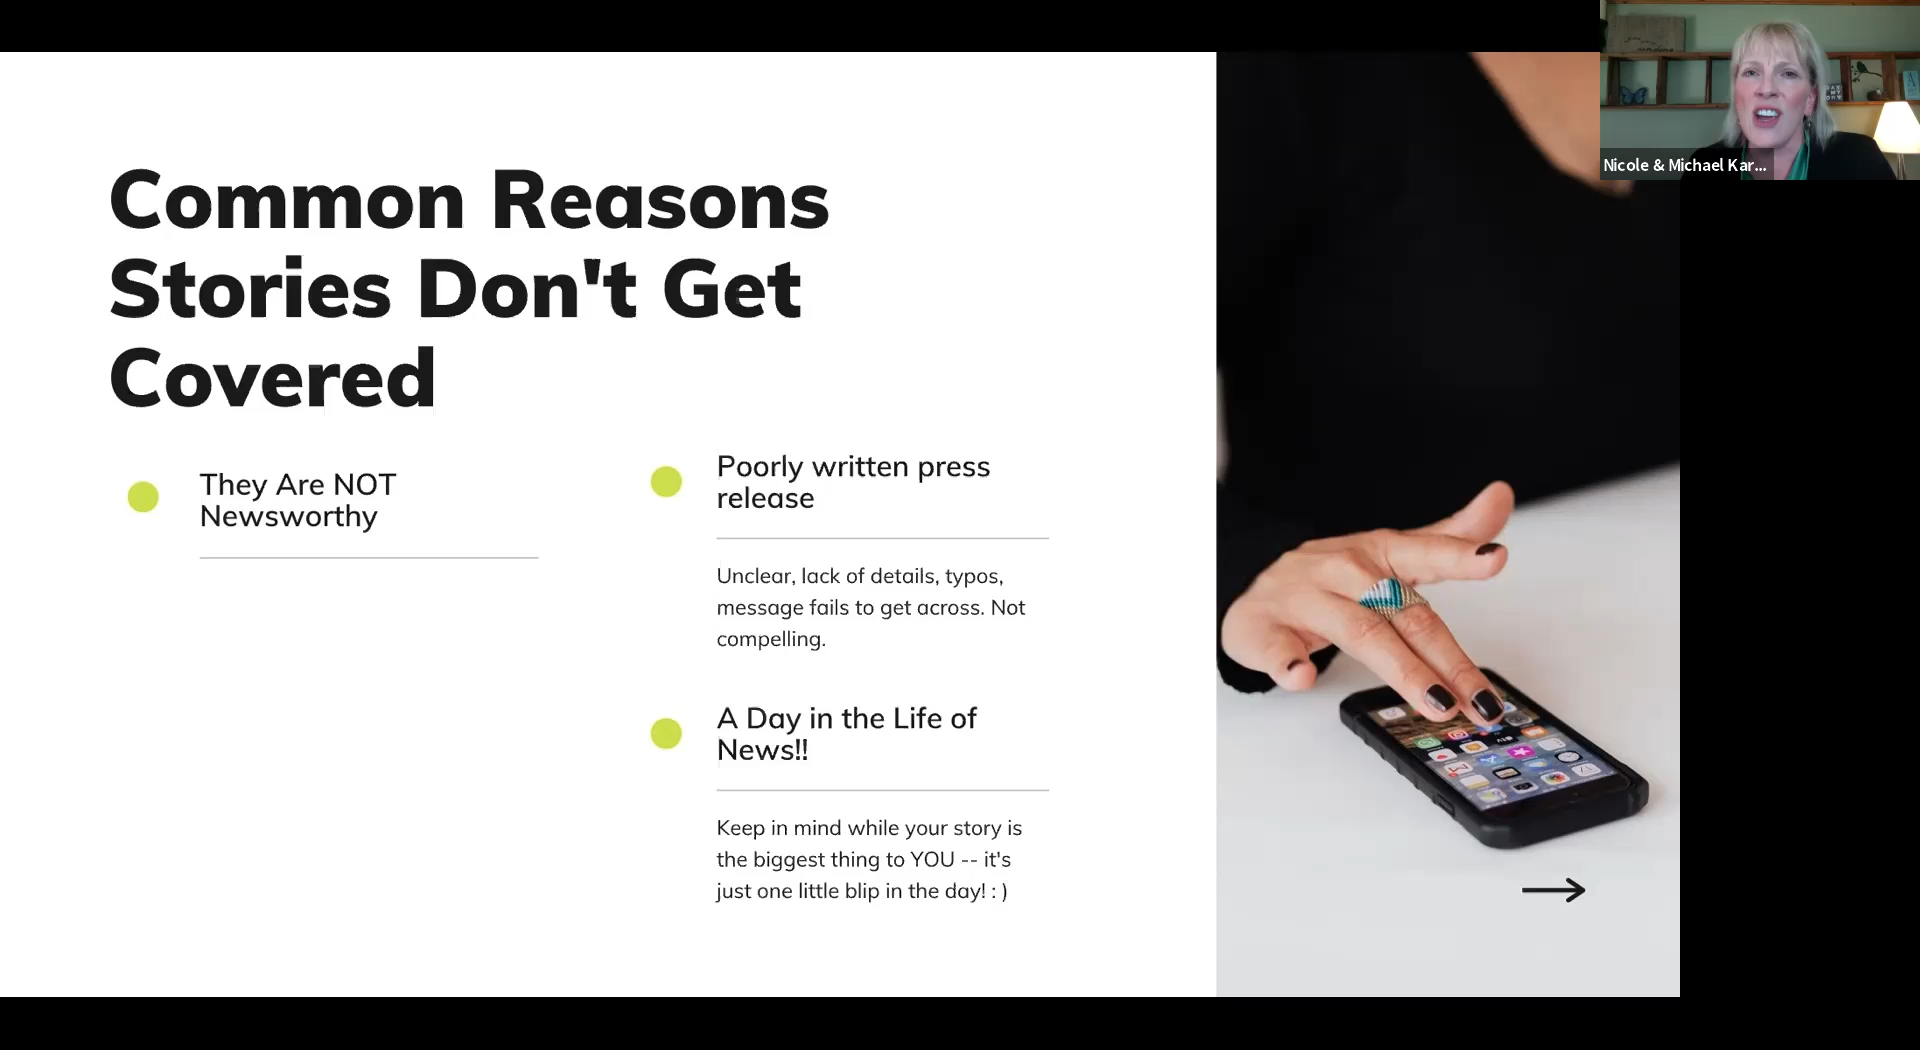 Common Reasons
Stories Don't Get
Covered
They Are NOT
Newsworthy
Poorly written press
release
Unclear, lack of details, typos,
message fails to get across. Not
compelling.
A Day in the Life of
News!!
Keep in mind while your story is
the biggest thing to YOU -- it's
just one little blip in the day! : )
Nicole & Michael Kar...